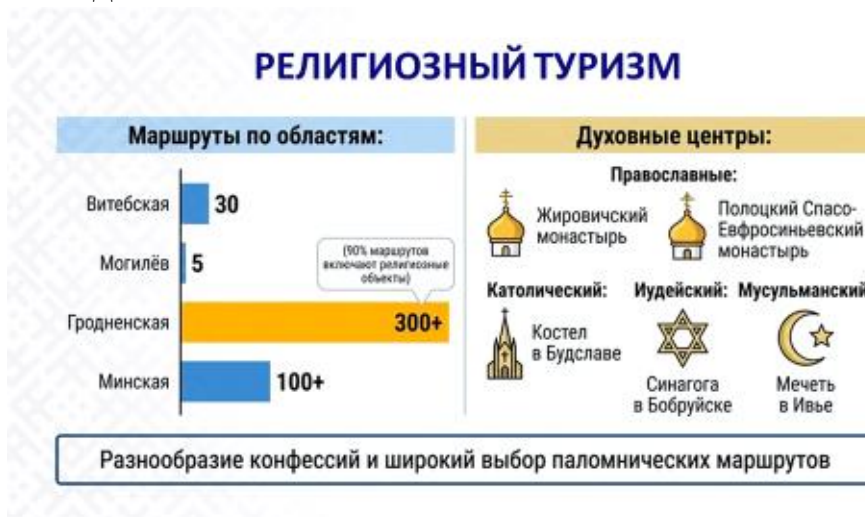 РЕЛИГИОЗНЫЙ ТУРИЗМ
Маршруты по областям:
Витебская
30
Могилёв
5
(90% маршрутов
включают религиозные
объекты)
Гродненская
300+
Минская
100+
Духовные центры:
Православные:
Жировичский
монастырь
Полоцкий Спасо-
Евфросиньевский
монастырь
Католический:
Костел
в Будславе
Иудейский:
Синагога
в Бобруйске
Мусульманский
Мечеть
в Ивье
Разнообразие конфессий и широкий выбор паломнических маршрутов